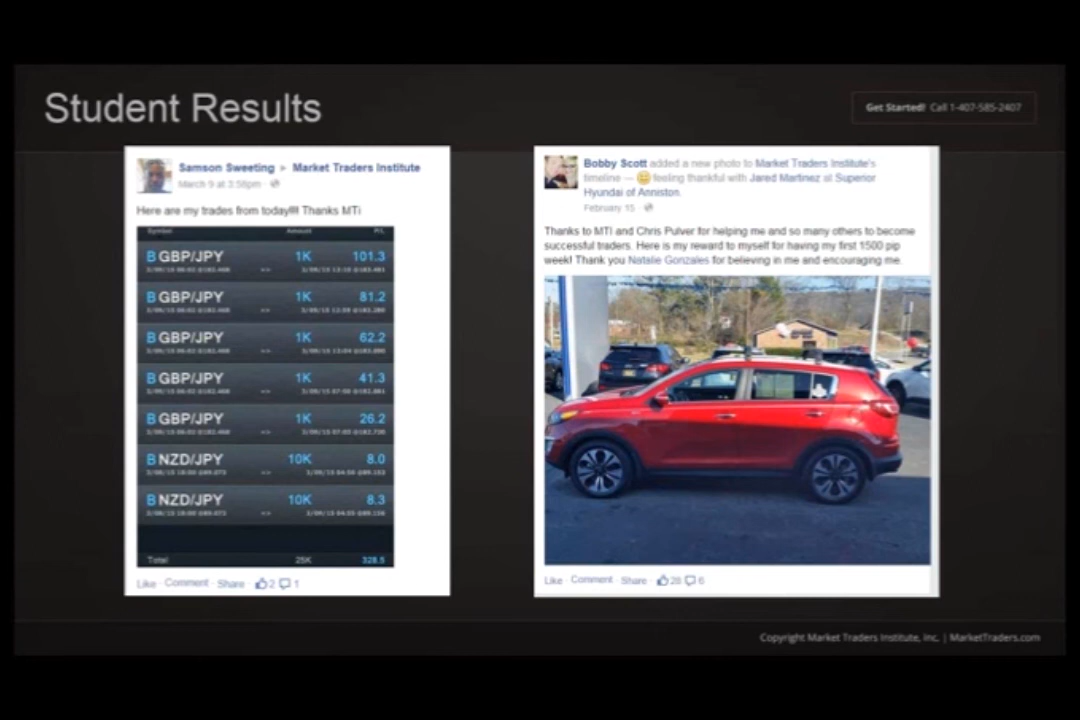 Student Results
Get Started! Call 1-407-585-2407
Samson Sweeting ▸ Market Traders Institute
March 9 at 3:58pm ·
Here are my trades from today!!!! Thanks MTi
Symbol Amount P/L
B GBP/JPY 1K 101.3
B GBP/JPY 1K 81.2
B GBP/JPY 1K 62.2
B GBP/JPY 1K 41.3
B GBP/JPY 1K 26.2
B NZD/JPY 10K 8.0
B NZD/JPY 10K 8.3
Total 25K 328.5
Like · Comment · Share · 2 1
Bobby Scott added a new photo to Market Traders Institute's
timeline — feeling thankful with Jared Martinez at Superior
Hyundai of Anniston.
February 15 ·
Thanks to MTI and Chris Pulver for helping me and so many others to become
successful traders. Here is my reward to myself for having my first 1500 pip
week! Thank you Natalie Gonzales for believing in me and encouraging me.
Like · Comment · Share · 28 6
Copyright Market Traders Institute, Inc. | MarketTraders.com